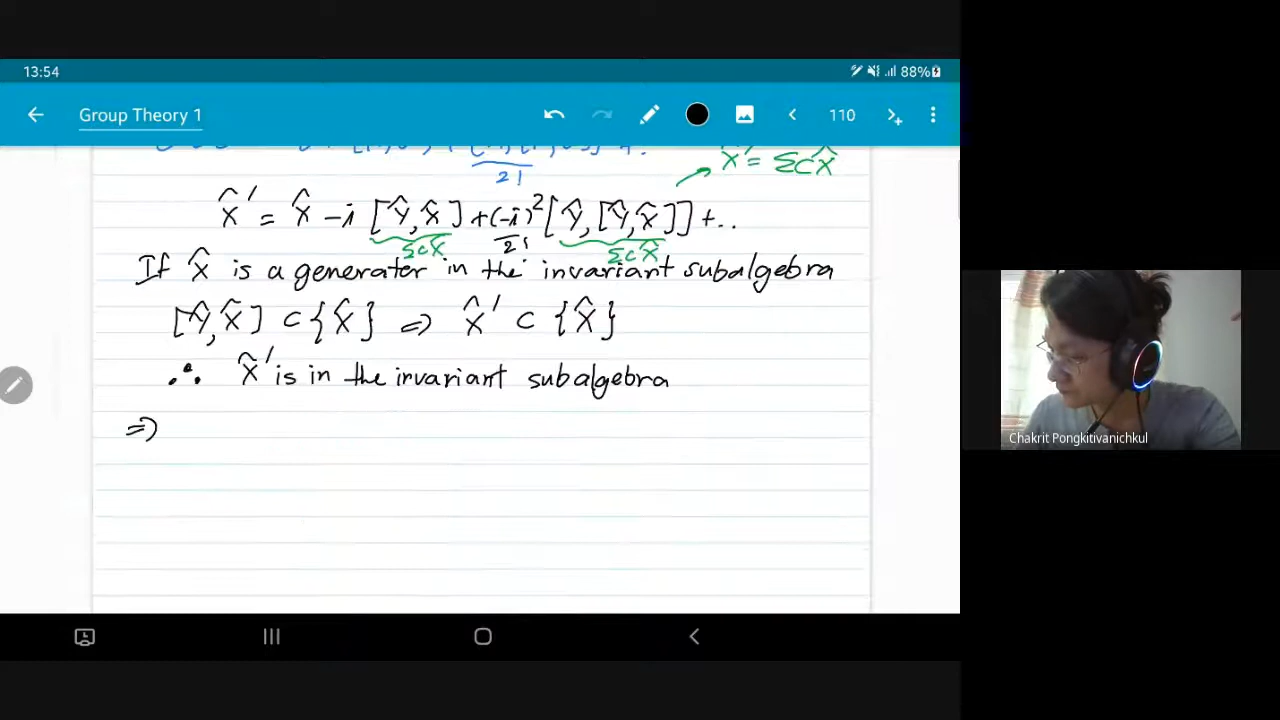 13:54 88%
Group Theory 1 110
2!
X̂' = ΣCX̂
X̂' = X̂ - i [Ŷ, X̂] + (-i)² [Ŷ, [Ŷ, X̂]] + ..
ΣCX̂ 2! ΣCX̂
If X̂ is a generater in the invariant subalgebra
[Ŷ, X̂] ⊂ {X̂} ⇒ X̂' ⊂ {X̂}
∴ X̂' is in the invariant subalgebra
⇒
Chakrit Pongkitivanichkul